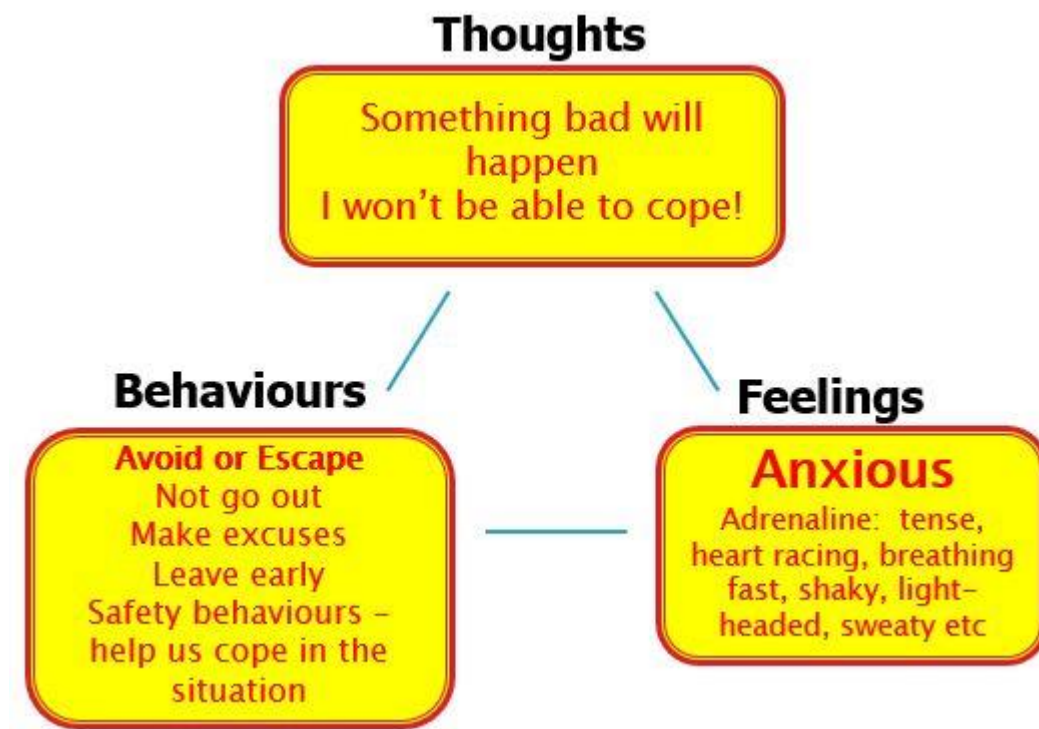 Thoughts
Something bad will
happen
I won’t be able to cope!
Behaviours
Avoid or Escape
Not go out
Make excuses
Leave early
Safety behaviours –
help us cope in the
situation
Feelings
Anxious
Adrenaline: tense,
heart racing, breathing
fast, shaky, light-
headed, sweaty etc